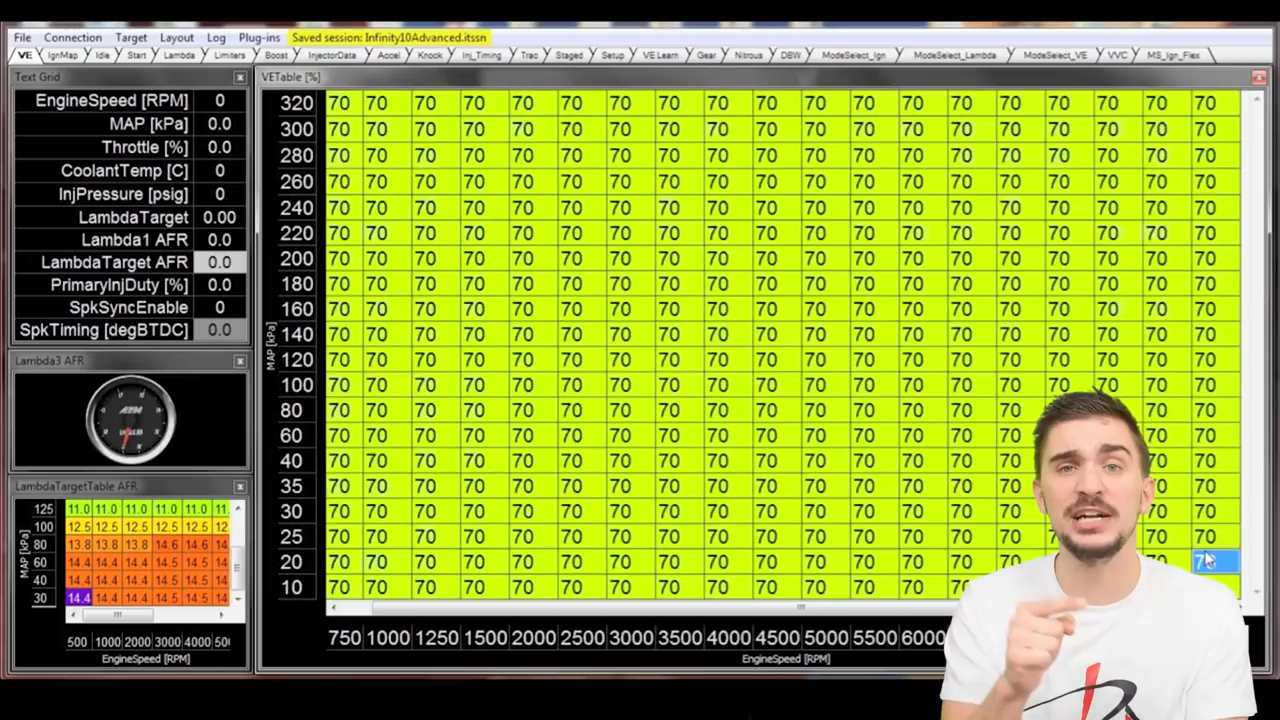 File Connection Target Layout Log Plug-ins Saved session: Infinity10Advanced.itssn
VE IgnMap Idle Start Lambda Limiters Boost InjectorData Accel Knock Inj_Timing Trac Staged Setup VE Learn Gear Nitrous DBW ModeSelect_Ign ModeSelect_Lambda ModeSelect_VE VVC MS_Ign_Flex
Text Grid
EngineSpeed [RPM] 0
MAP [kPa] 0.0
Throttle [%] 0.0
CoolantTemp [C] 0
InjPressure [psig] 0
LambdaTarget 0.00
Lambda1 AFR 0.0
LambdaTarget AFR 0.0
PrimaryInjDuty [%] 0.0
SpkSyncEnable 0
SpkTiming [degBTDC] 0.0
Lambda3 AFR
AEM
LambdaTargetTable AFR
MAP [kPa]
125 11.0 11.0 11.0 11.0 11.0 11.
100 12.5 12.5 12.5 12.5 12.5 12
80 13.8 13.8 13.8 14.6 14.6 14
60 14.4 14.4 14.4 14.5 14.5 14
40 14.4 14.4 14.4 14.5 14.5 14
30 14.4 14.4 14.4 14.5 14.5 14
500 1000 2000 3000 4000 50
EngineSpeed [RPM]
VETable [%]
MAP [kPa]
320 70 70 70 70 70 70 70 70 70 70 70 70 70 70 70 70 70 70 70
300 70 70 70 70 70 70 70 70 70 70 70 70 70 70 70 70 70 70 70
280 70 70 70 70 70 70 70 70 70 70 70 70 70 70 70 70 70 70 70
260 70 70 70 70 70 70 70 70 70 70 70 70 70 70 70 70 70 70 70
240 70 70 70 70 70 70 70 70 70 70 70 70 70 70 70 70 70 70 70
220 70 70 70 70 70 70 70 70 70 70 70 70 70 70 70 70 70 70 70
200 70 70 70 70 70 70 70 70 70 70 70 70 70 70 70 70 70 70 70
180 70 70 70 70 70 70 70 70 70 70 70 70 70 70 70 70 70 70 70
160 70 70 70 70 70 70 70 70 70 70 70 70 70 70 70 70 70 70 70
140 70 70 70 70 70 70 70 70 70 70 70 70 70 70 70 70 70 70 70
120 70 70 70 70 70 70 70 70 70 70 70 70 70 70 70 70 70 70 70
100 70 70 70 70 70 70 70 70 70 70 70 70 70 70 70 70 70 70 70
80 70 70 70 70 70 70 70 70 70 70 70 70 70 70 70 70 70
60 70 70 70 70 70 70 70 70 70 70 70 70 70 70 70 70 70
40 70 70 70 70 70 70 70 70 70 70 70 70 70 70 70 70 70
35 70 70 70 70 70 70 70 70 70 70 70 70 70 70 70 70 70
30 70 70 70 70 70 70 70 70 70 70 70 70 70 70 70 70 70
25 70 70 70 70 70 70 70 70 70 70 70 70 70 70 70 70 70
20 70 70 70 70 70 70 70 70 70 70 70 70 70 70 70
10 70 70 70 70 70 70 70 70 70 70 70 70 70 70 70 70
750 1000 1250 1500 2000 2500 3000 3500 4000 4500 5000 5500 6000
EngineSpeed [RPM]